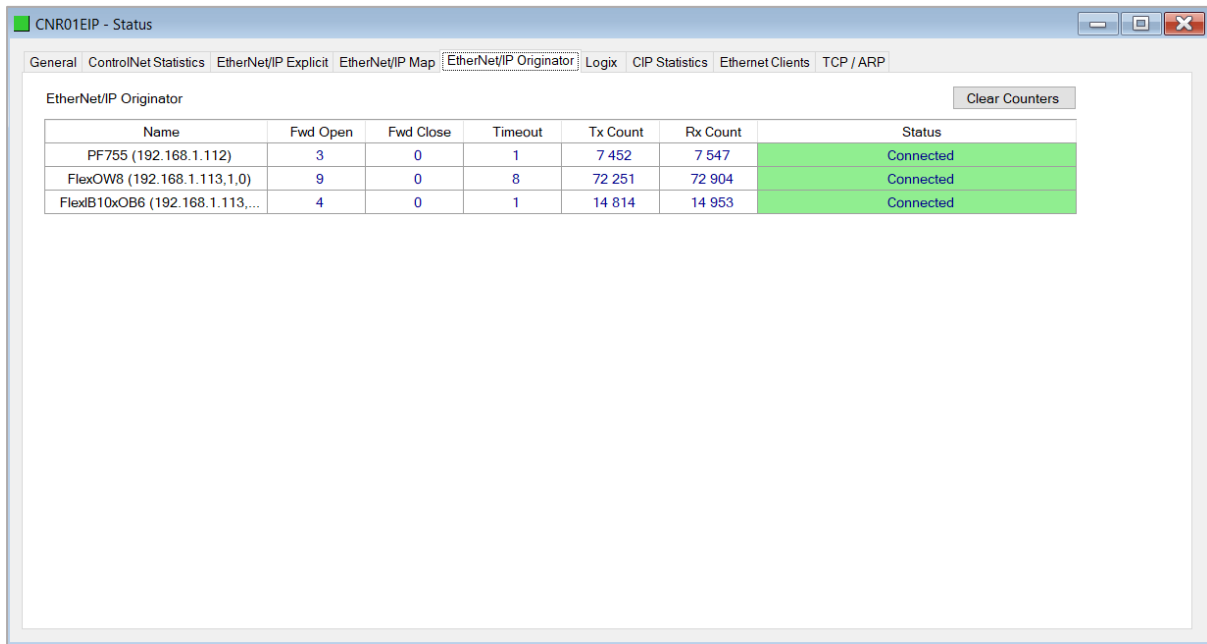 CNR01EIP - Status
General ControlNet Statistics EtherNet/IP Explicit EtherNet/IP Map EtherNet/IP Originator Logix CIP Statistics Ethernet Clients TCP / ARP
EtherNet/IP Originator Clear Counters
Name Fwd Open Fwd Close Timeout Tx Count Rx Count Status
PF755 (192.168.1.112) 3 0 1 7 452 7 547 Connected
FlexOW8 (192.168.1.113,1,0) 9 0 8 72 251 72 904 Connected
FlexIB10xOB6 (192.168.1.113,... 4 0 1 14 814 14 953 Connected